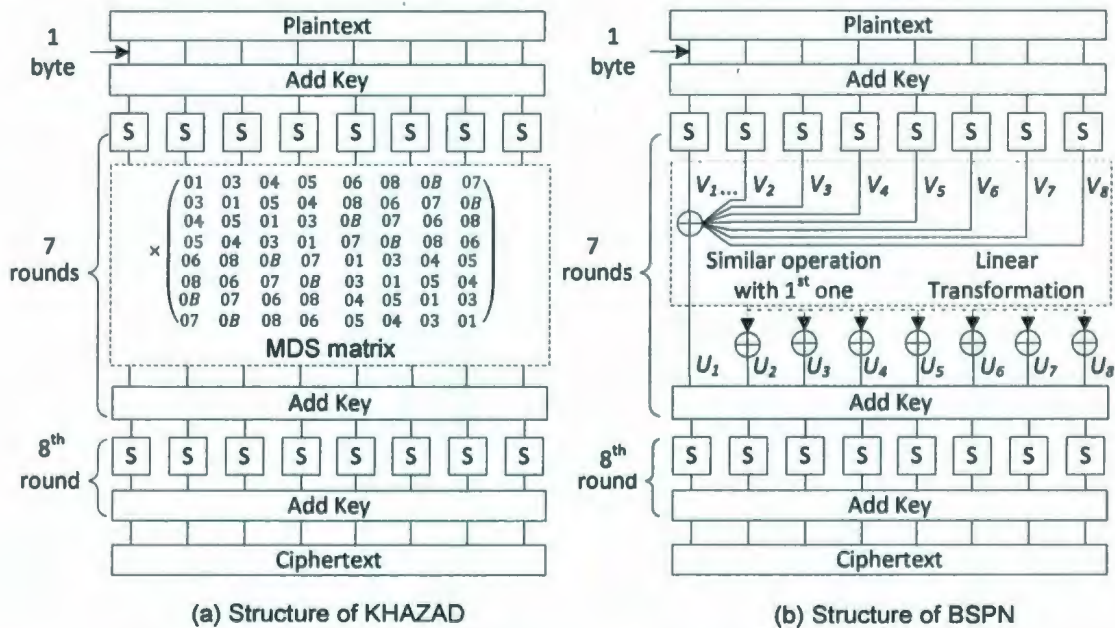 Plaintext
1
byte
Add Key
S S S S S S S S
7
rounds
×
01 03 04 05 06 08 0B 07
03 01 05 04 08 06 07 0B
04 05 01 03 0B 07 06 08
05 04 03 01 07 0B 08 06
06 08 0B 07 01 03 04 05
08 06 07 0B 03 01 05 04
0B 07 06 08 04 05 01 03
07 0B 08 06 05 04 03 01
MDS matrix
Add Key
8th
round
S S S S S S S S
Add Key
Ciphertext
(a) Structure of KHAZAD
Plaintext
1
byte
Add Key
S S S S S S S S
7
rounds
V1... V2 V3 V4 V5 V6 V7 V8
Similar operation
with 1st one
Linear
Transformation
U1 U2 U3 U4 U5 U6 U7 U8
Add Key
8th
round
S S S S S S S S
Add Key
Ciphertext
(b) Structure of BSPN